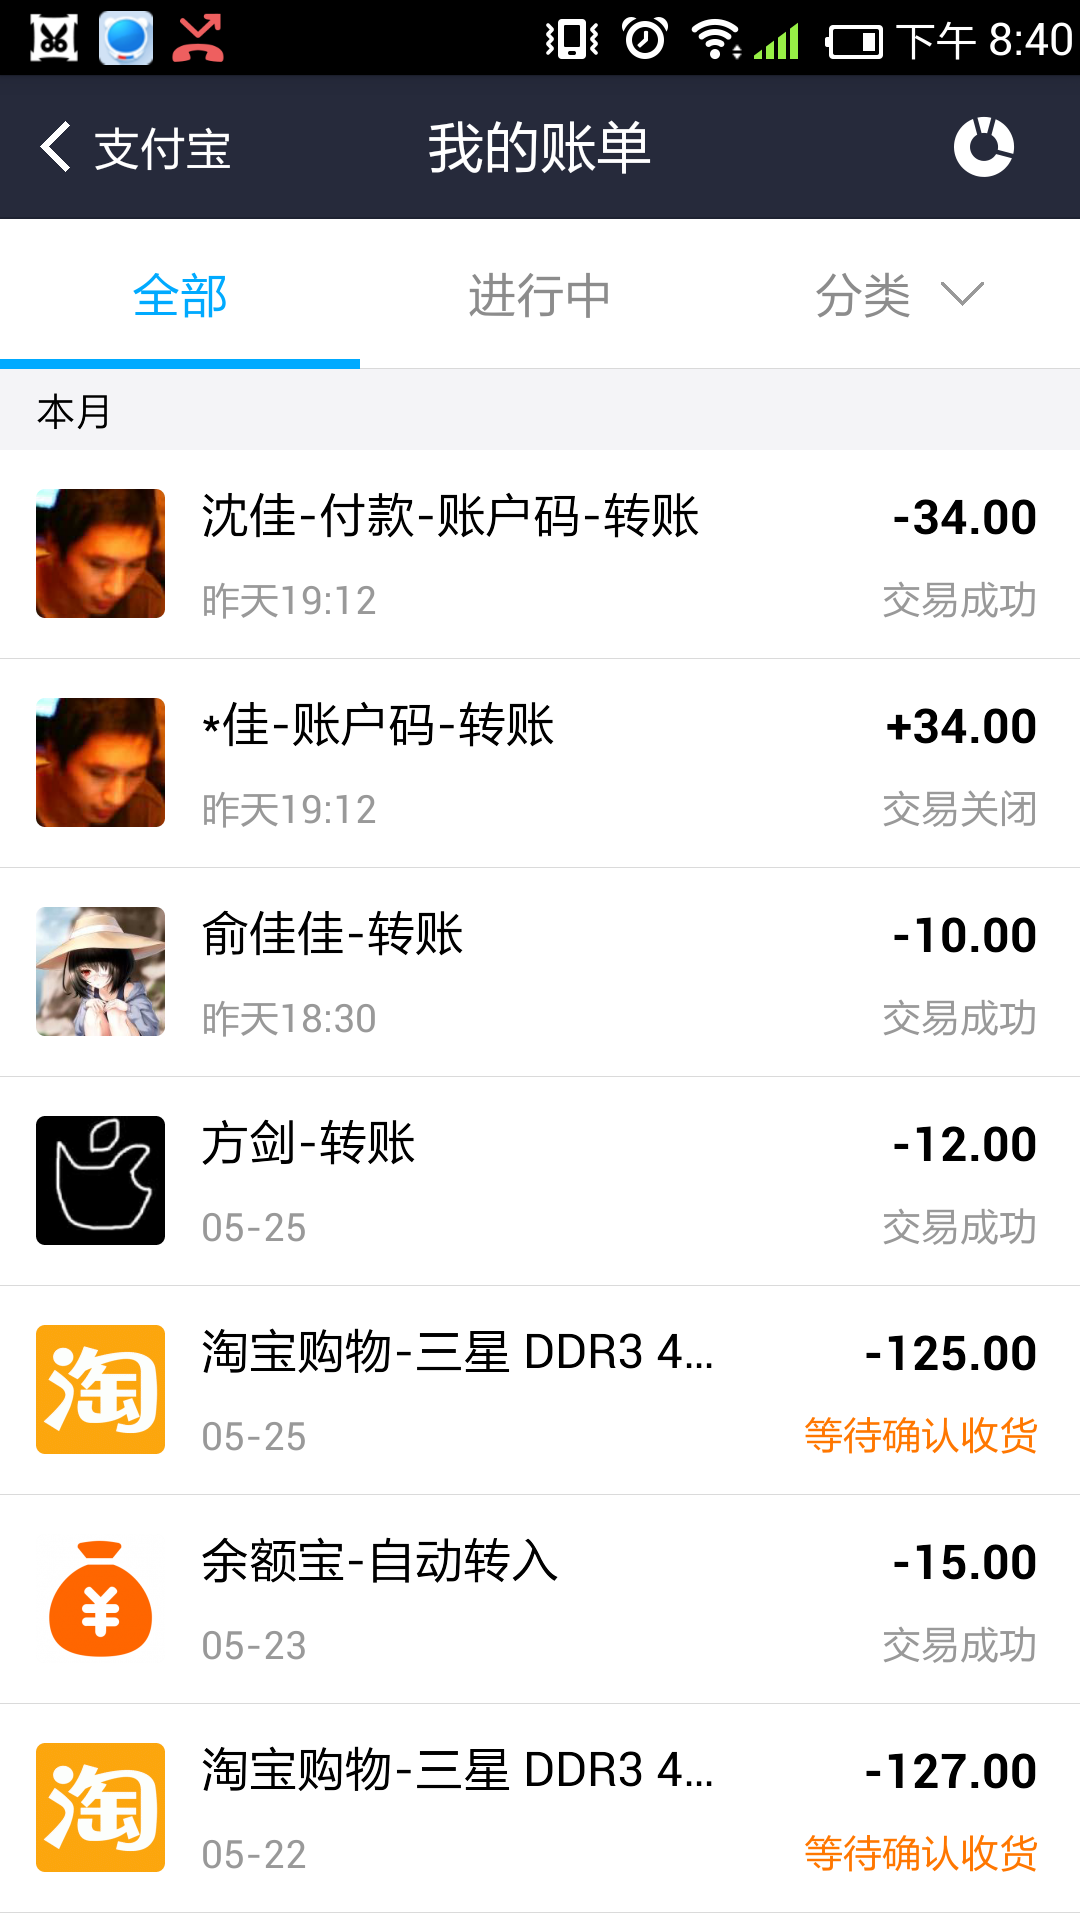 下午 8:40
支付宝
我的账单
全部
进行中
分类
本月
沈佳-付款-账户码-转账
-34.00
昨天19:12
交易成功
*佳-账户码-转账
+34.00
昨天19:12
交易关闭
俞佳佳-转账
-10.00
昨天18:30
交易成功
方剑-转账
-12.00
05-25
交易成功
淘
淘宝购物-三星 DDR3 4...
-125.00
05-25
等待确认收货
¥
余额宝-自动转入
-15.00
05-23
交易成功
淘
淘宝购物-三星 DDR3 4...
-127.00
05-22
等待确认收货